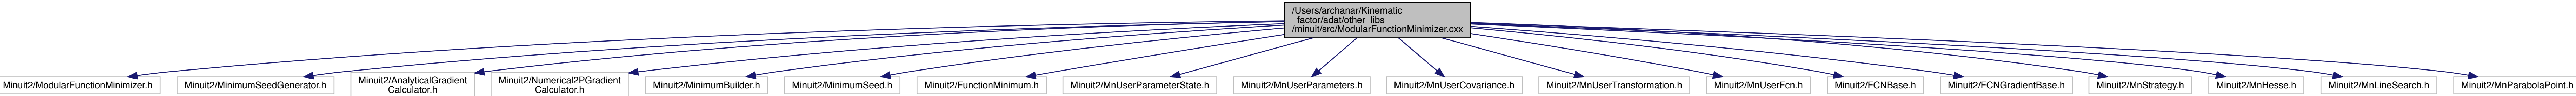 /Users/archanar/Kinematic
_factor/adat/other_libs
/minuit/src/ModularFunctionMinimizer.cxx
Minuit2/ModularFunctionMinimizer.h
Minuit2/MinimumSeedGenerator.h
Minuit2/AnalyticalGradient
Calculator.h
Minuit2/Numerical2PGradient
Calculator.h
Minuit2/MinimumBuilder.h
Minuit2/MinimumSeed.h
Minuit2/FunctionMinimum.h
Minuit2/MnUserParameterState.h
Minuit2/MnUserParameters.h
Minuit2/MnUserCovariance.h
Minuit2/MnUserTransformation.h
Minuit2/MnUserFcn.h
Minuit2/FCNBase.h
Minuit2/FCNGradientBase.h
Minuit2/MnStrategy.h
Minuit2/MnHesse.h
Minuit2/MnLineSearch.h
Minuit2/MnParabolaPoint.h